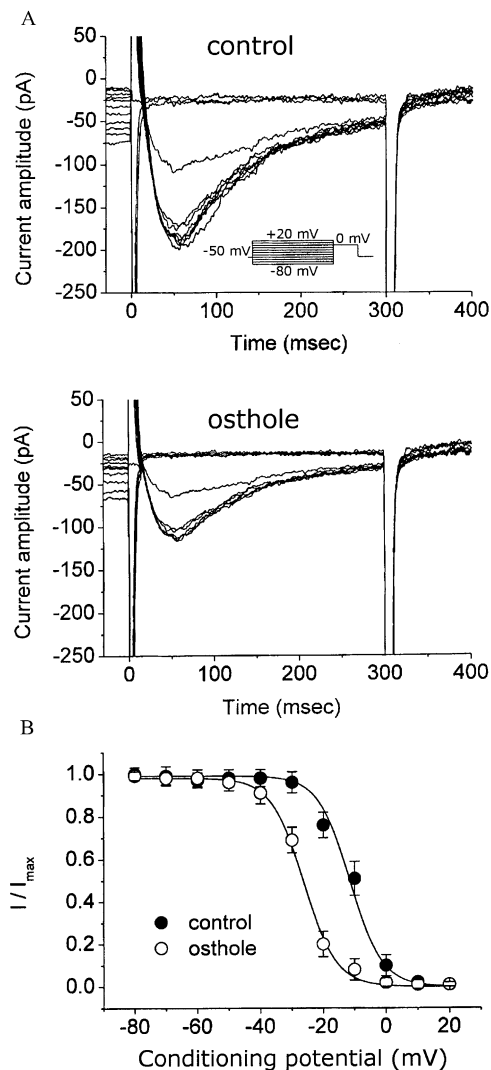 A
control
50
0
-50
-100
-150
-200
-250
Current amplitude (pA)
+20 mV
0 mV
-50 mV
-80 mV
0
100
200
300
400
Time (msec)
osthole
50
0
-50
-100
-150
-200
-250
Current amplitude (pA)
0
100
200
300
400
Time (msec)
B
1.0
0.8
0.6
0.4
0.2
0.0
I / Imax
control
osthole
-80
-60
-40
-20
0
20
Conditioning potential (mV)